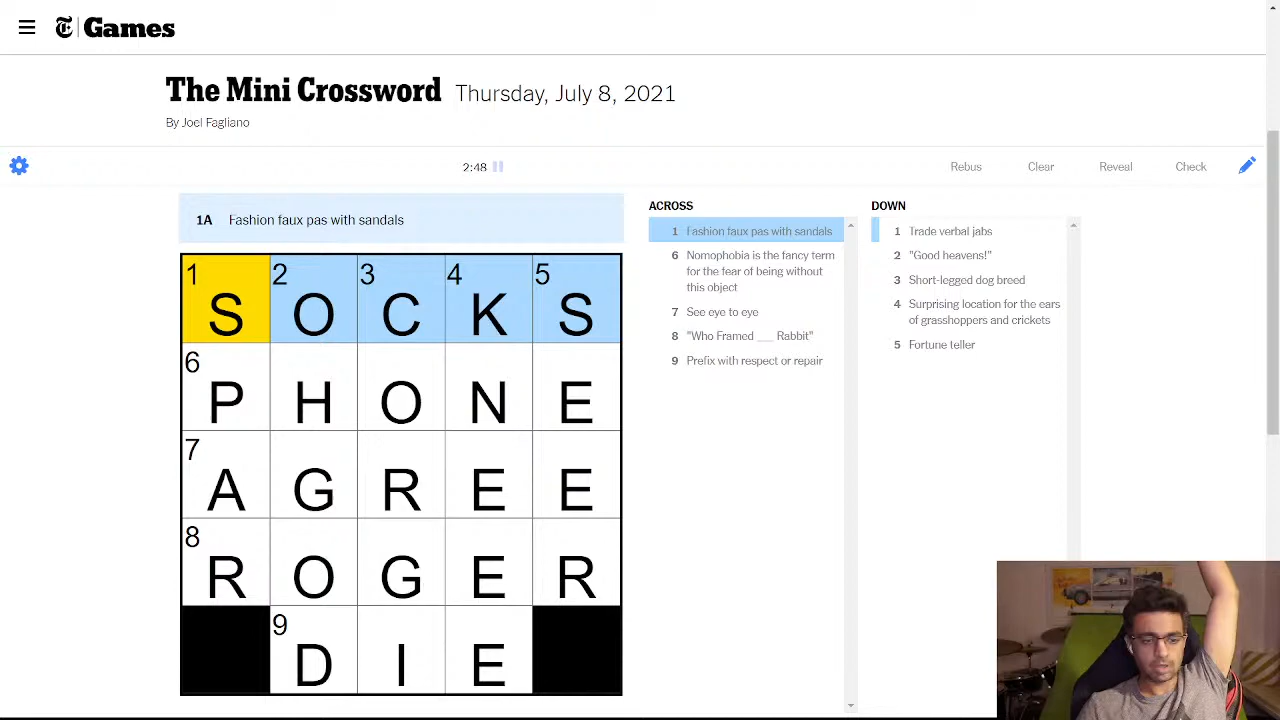 Games
The Mini Crossword Thursday, July 8, 2021
By Joel Fagliano
2:48 Rebus Clear Reveal Check
1A Fashion faux pas with sandals
1 2 3 4 5
S O C K S
6
P H O N E
7
A G R E E
8
R O G E R
9
D I E
ACROSS
1 Fashion faux pas with sandals
6 Nomophobia is the fancy term
for the fear of being without
this object
7 See eye to eye
8 "Who Framed ___ Rabbit"
9 Prefix with respect or repair
DOWN
1 Trade verbal jabs
2 "Good heavens!"
3 Short-legged dog breed
4 Surprising location for the ears
of grasshoppers and crickets
5 Fortune teller